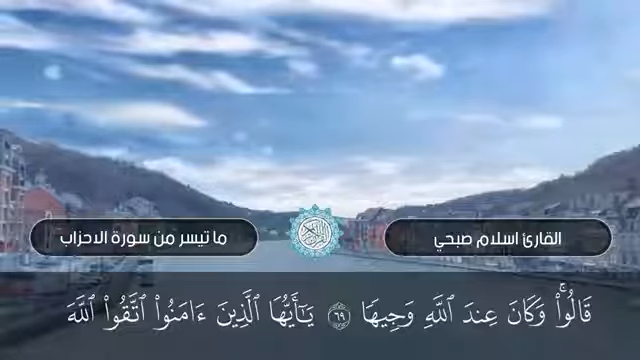 القارئ اسلام صبحي
ما تيسر من سورة الاحزاب
قَالُوا۟ ۚ وَكَانَ عِندَ ٱللَّهِ وَجِيهًا ۝٦٩ يَـٰٓأَيُّهَا ٱلَّذِينَ ءَامَنُوا۟ ٱتَّقُوا۟ ٱللَّهَ